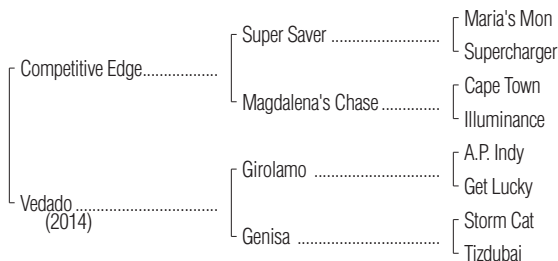 Maria's Mon
Super Saver ........................
Supercharger
Competitive Edge................
Cape Town
Magdalena's Chase ............
Illuminance
A.P. Indy
Girolamo ............................
Get Lucky
Vedado ...............................
(2014)
Storm Cat
Genisa ................................
Tizdubai